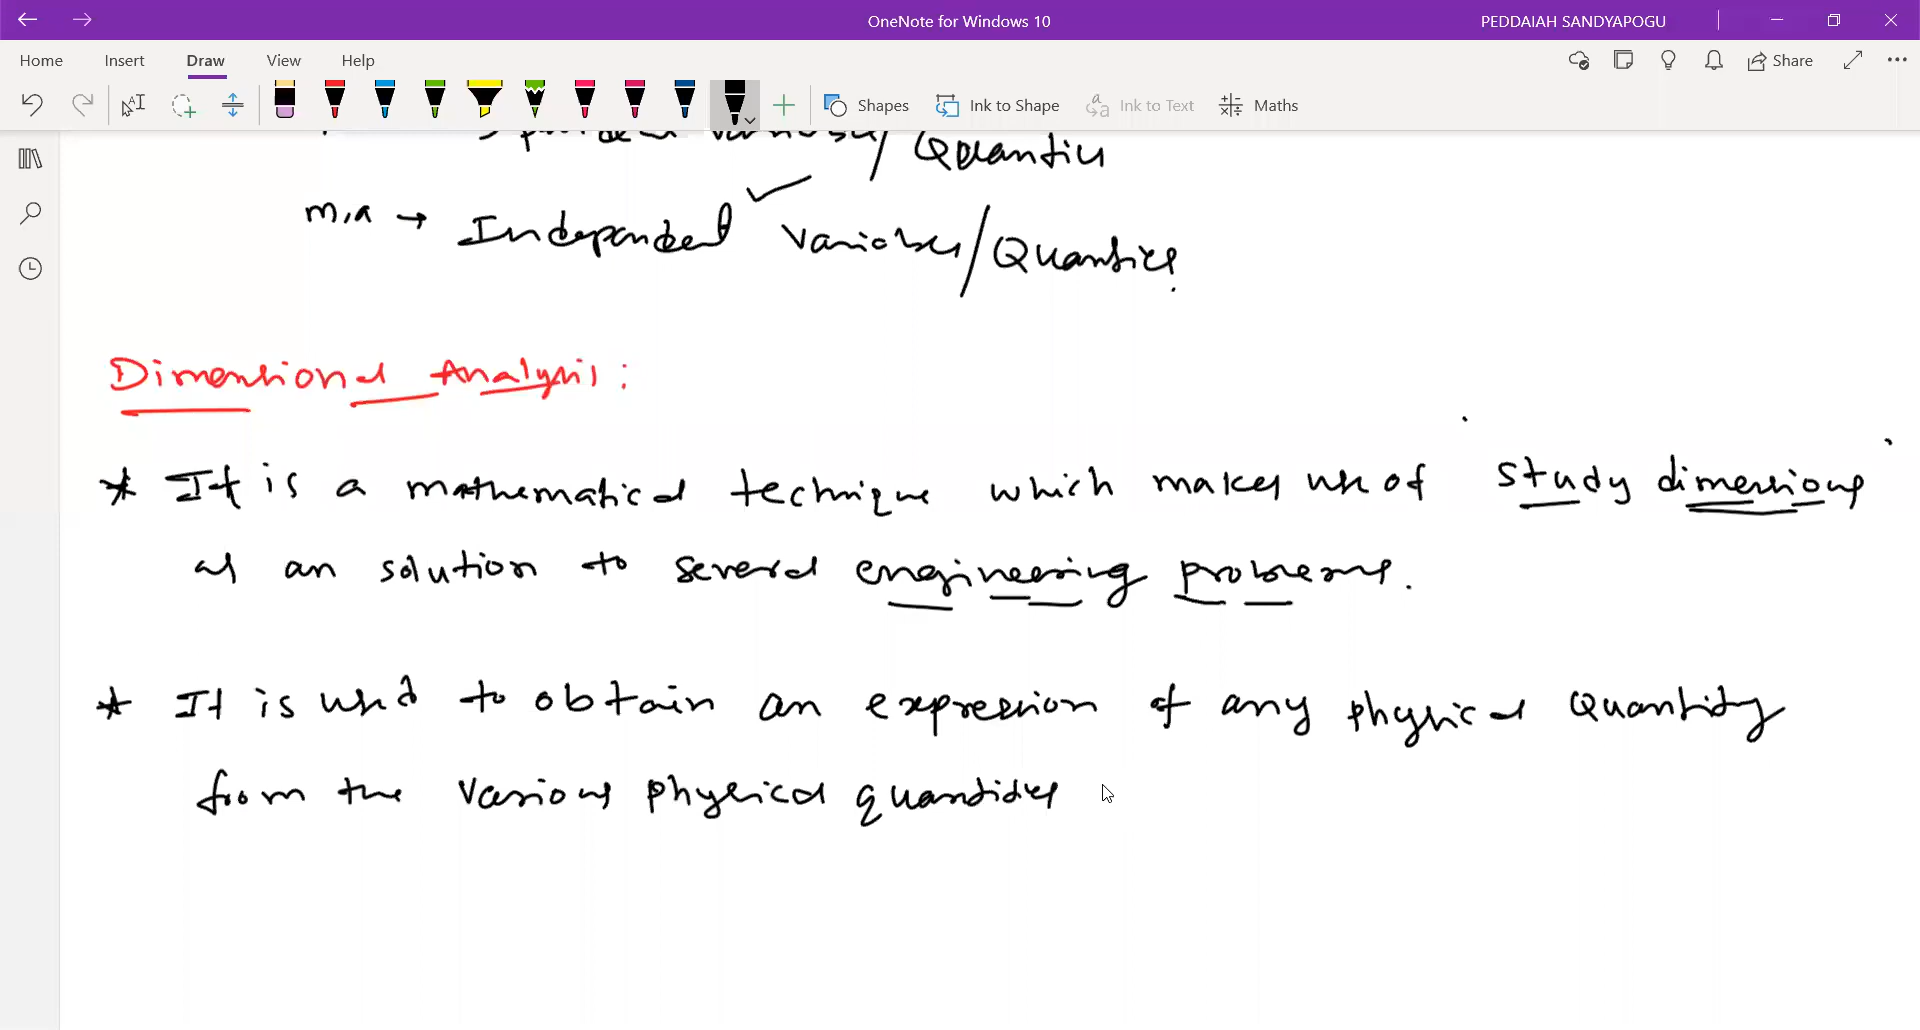 OneNote for Windows 10
PEDDAIAH SANDYAPOGU
Home Insert Draw View Help
Share
Shapes Ink to Shape Ink to Text Maths
Quantities
m,a → Independent Variables/Quantities.
Dimensional Analysis:
* It is a mathematical technique which makes use of study dimensions
as an solution to several engineering problems.
* It is used to obtain an expression of any physical Quantity
from the various physical quantities